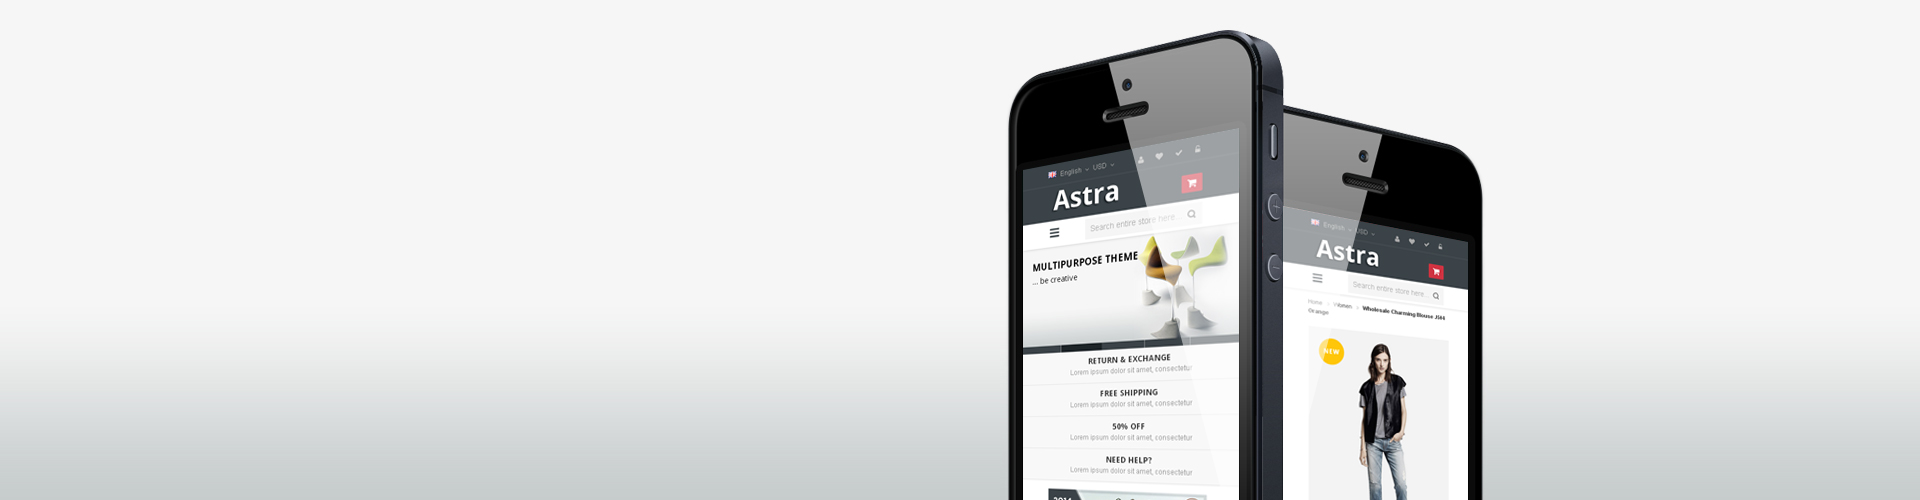 English
USD
Astra
Search entire store here...
MULTIPURPOSE THEME
... be creative
RETURN & EXCHANGE
Lorem ipsum dolor sit amet, consectetur
FREE SHIPPING
Lorem ipsum dolor sit amet, consectetur
50% OFF
Lorem ipsum dolor sit amet, consectetur
NEED HELP?
Lorem ipsum dolor sit amet, consectetur
2014
English
USD
Astra
Search entire store here...
Home Women Wholesale Charming Blouse
Orange
NEW